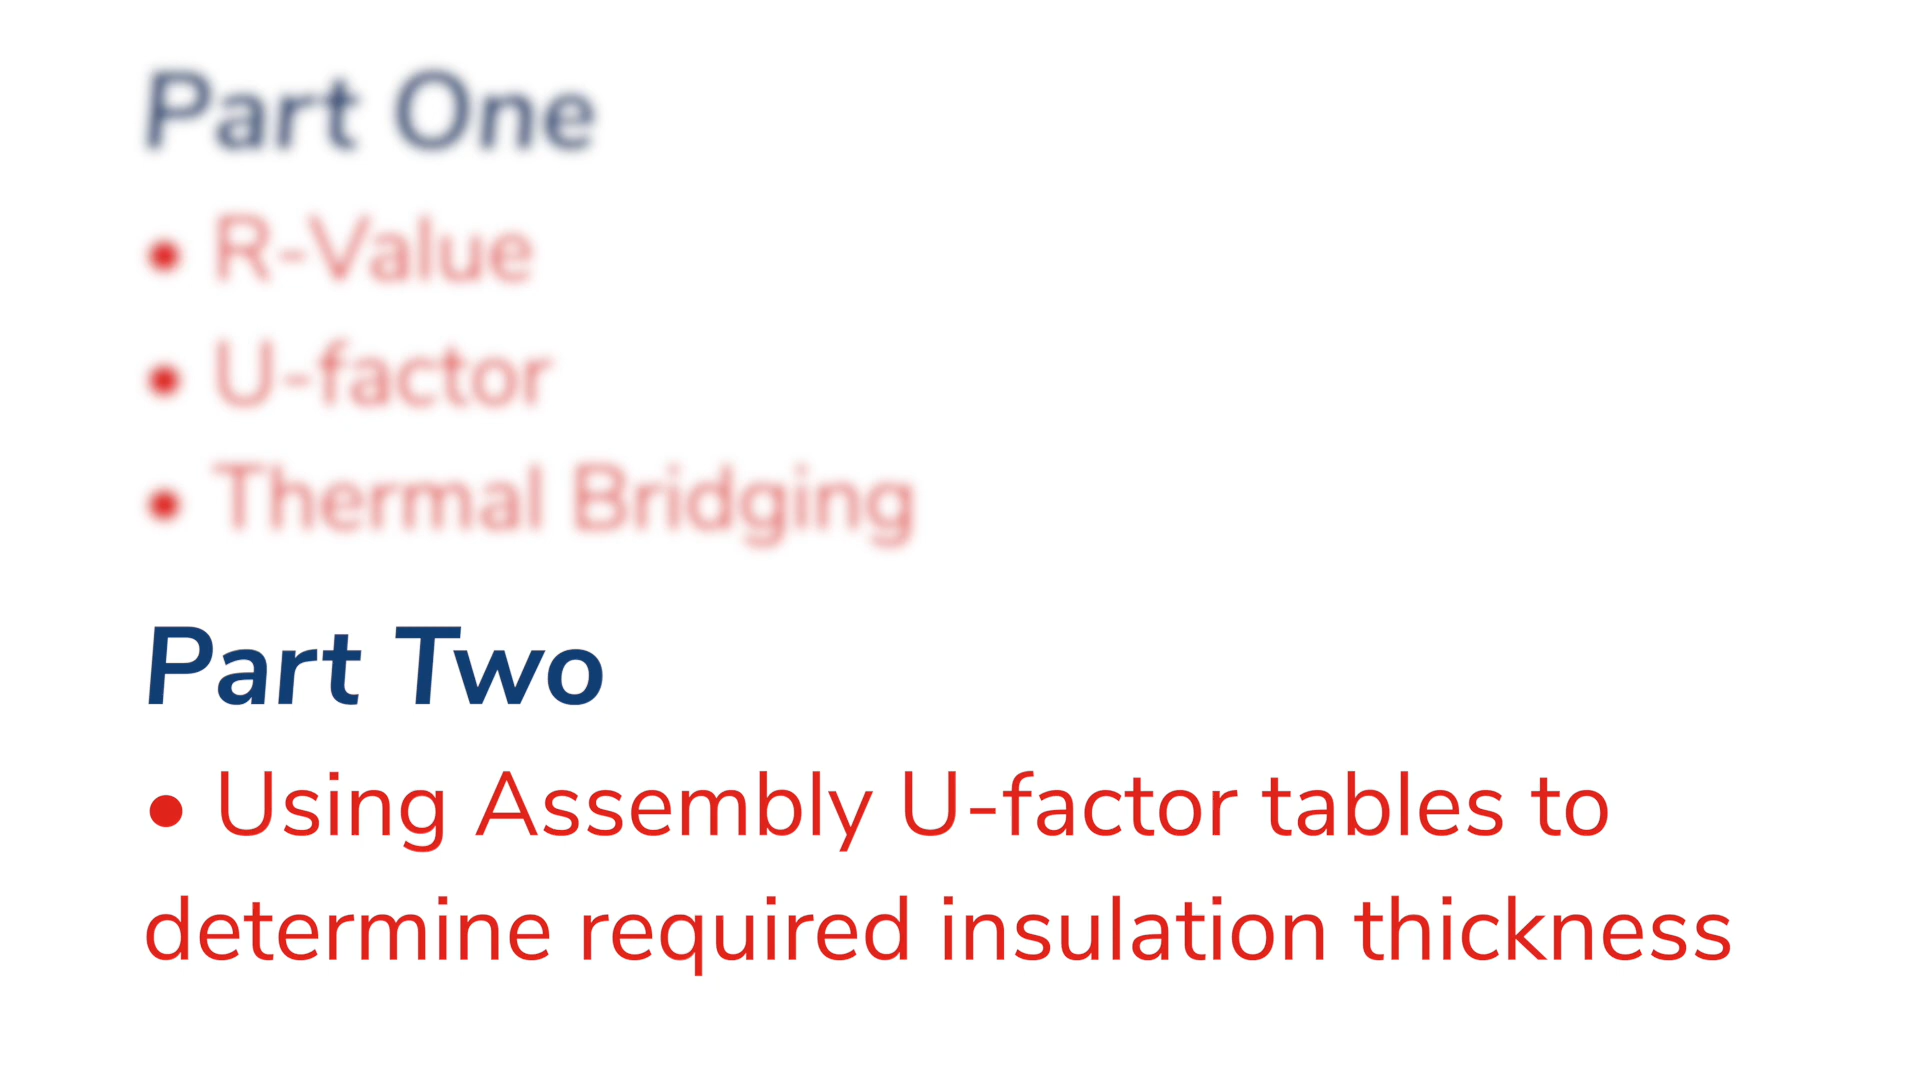 Part One
• R-Value
• U-factor
• Thermal Bridging
Part Two
• Using Assembly U-factor tables to
determine required insulation thickness